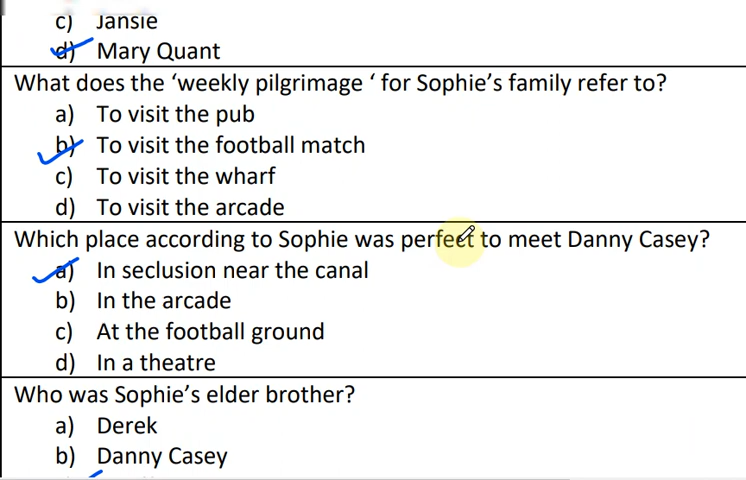 c) Jansie
d) Mary Quant
What does the ‘weekly pilgrimage ‘ for Sophie’s family refer to?
a) To visit the pub
b) To visit the football match
c) To visit the wharf
d) To visit the arcade
Which place according to Sophie was perfect to meet Danny Casey?
a) In seclusion near the canal
b) In the arcade
c) At the football ground
d) In a theatre
Who was Sophie’s elder brother?
a) Derek
b) Danny Casey